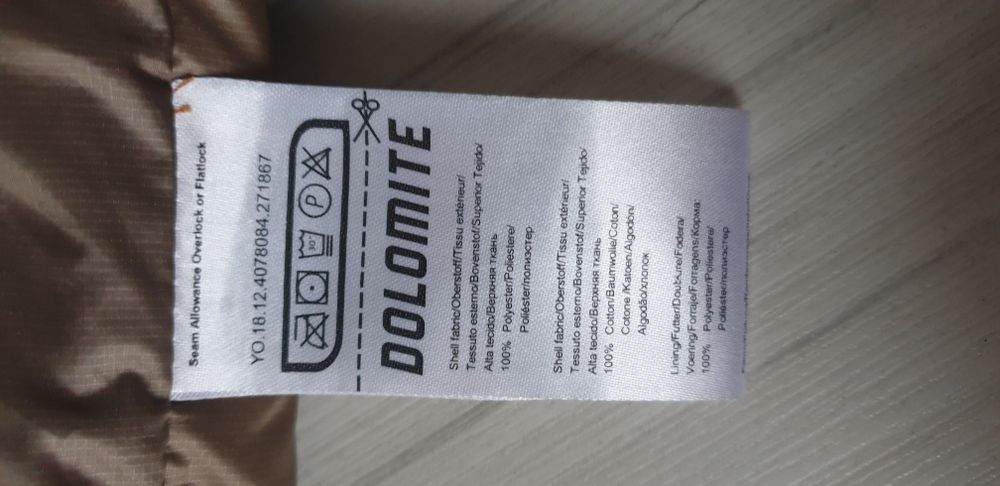 Seam Allowance Overlock or Flatlock
YO.18.12.4078084.271867
P
DOLOMITE
Shell fabric/Oberstoff/Tissu extérieur/
Tessuto esterno/Bovenstof/Superior Tejido/
Alta tecido/Верхняя ткань
100% Polyester/Poliestere/
Poliéster/полиэстер
Shell fabric/Oberstoff/Tissu extérieur/
Tessuto esterno/Bovenstof/Superior Tejido/
Alta tecido/Верхняя ткань
100% Cotton/Baumwolle/Coton/
Cotone /Katoen/Algodón/
Algodão/хлопок
Lining/Futter/Doublure/Fodera/
Voering/Forraje/Forragens/Корма:
100% Polyester/Poliestere/
Poliéster/полиэстер